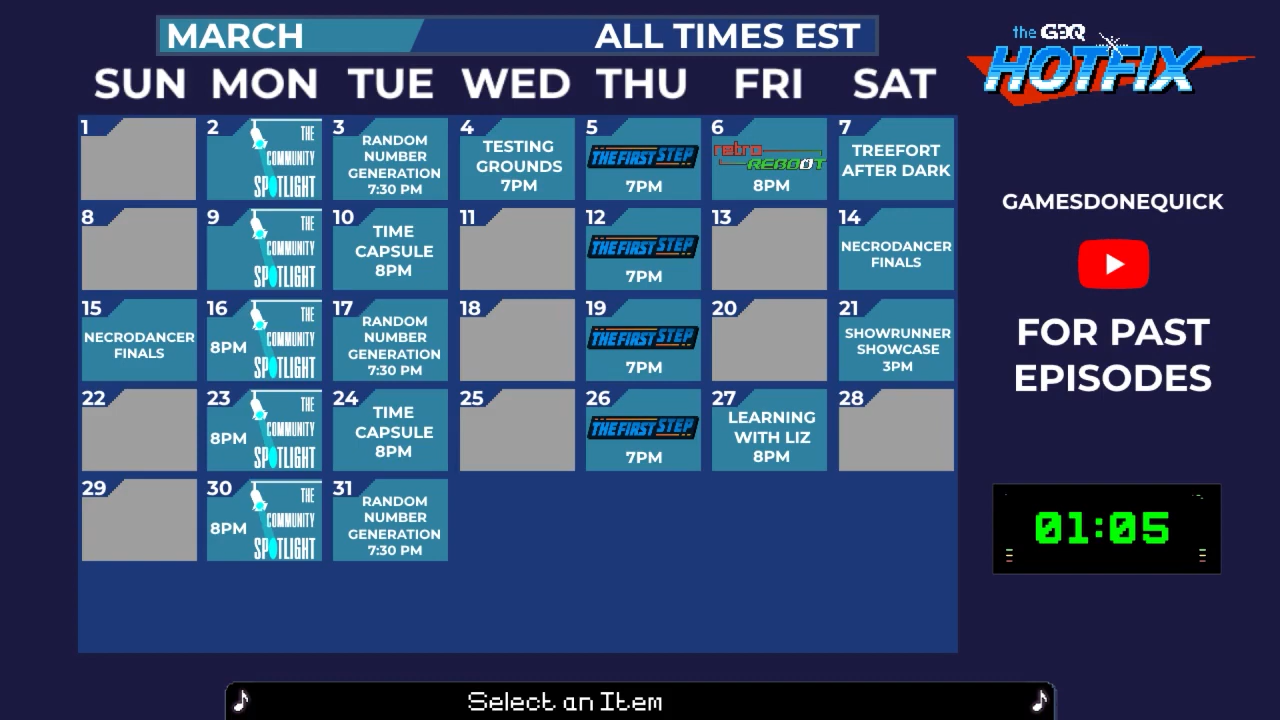 MARCH ALL TIMES EST
the GDQ
HOTFIX
SUN MON TUE WED THU FRI SAT
1
2 THE COMMUNITY SPOTLIGHT
3 RANDOM NUMBER GENERATION 7:30 PM
4 TESTING GROUNDS 7PM
5 THE FIRST STEP 7PM
6 retro REBOOT 8PM
7 TREEFORT AFTER DARK
8
9 THE COMMUNITY SPOTLIGHT
10 TIME CAPSULE 8PM
11
12 THE FIRST STEP 7PM
13
14 NECRODANCER FINALS
15 NECRODANCER FINALS
16 8PM THE COMMUNITY SPOTLIGHT
17 RANDOM NUMBER GENERATION 7:30 PM
18
19 THE FIRST STEP 7PM
20
21 SHOWRUNNER SHOWCASE 3PM
22
23 8PM THE COMMUNITY SPOTLIGHT
24 TIME CAPSULE 8PM
25
26 THE FIRST STEP 7PM
27 LEARNING WITH LIZ 8PM
28
29
30 8PM THE COMMUNITY SPOTLIGHT
31 RANDOM NUMBER GENERATION 7:30 PM
GAMESDONEQUICK
FOR PAST
EPISODES
01:05
Select an Item